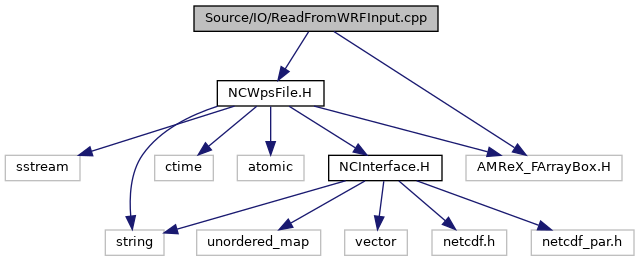 Source/IO/ReadFromWRFInput.cpp
NCWpsFile.H
sstream
ctime
atomic
NCInterface.H
AMReX_FArrayBox.H
string
unordered_map
vector
netcdf.h
netcdf_par.h